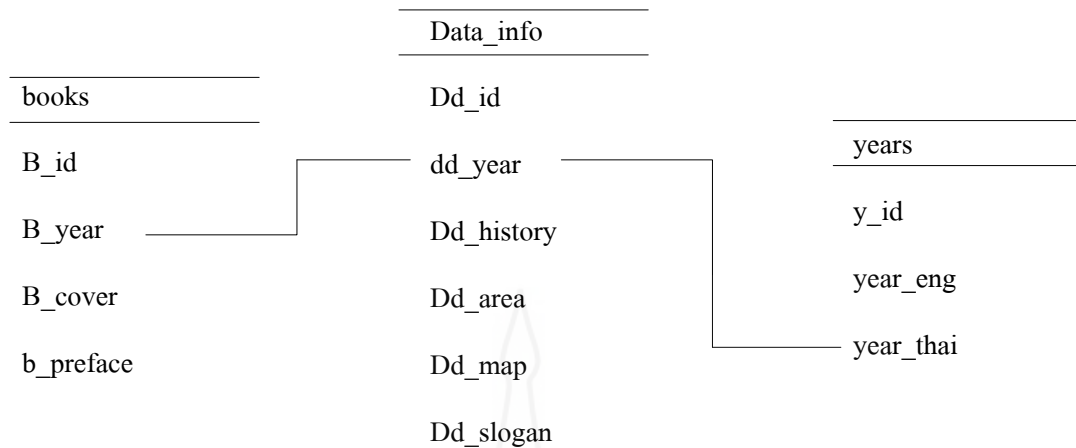 books
B_id
B_year
B_cover
b_preface
Data_info
Dd_id
dd_year
Dd_history
Dd_area
Dd_map
Dd_slogan
years
y_id
year_eng
year_thai